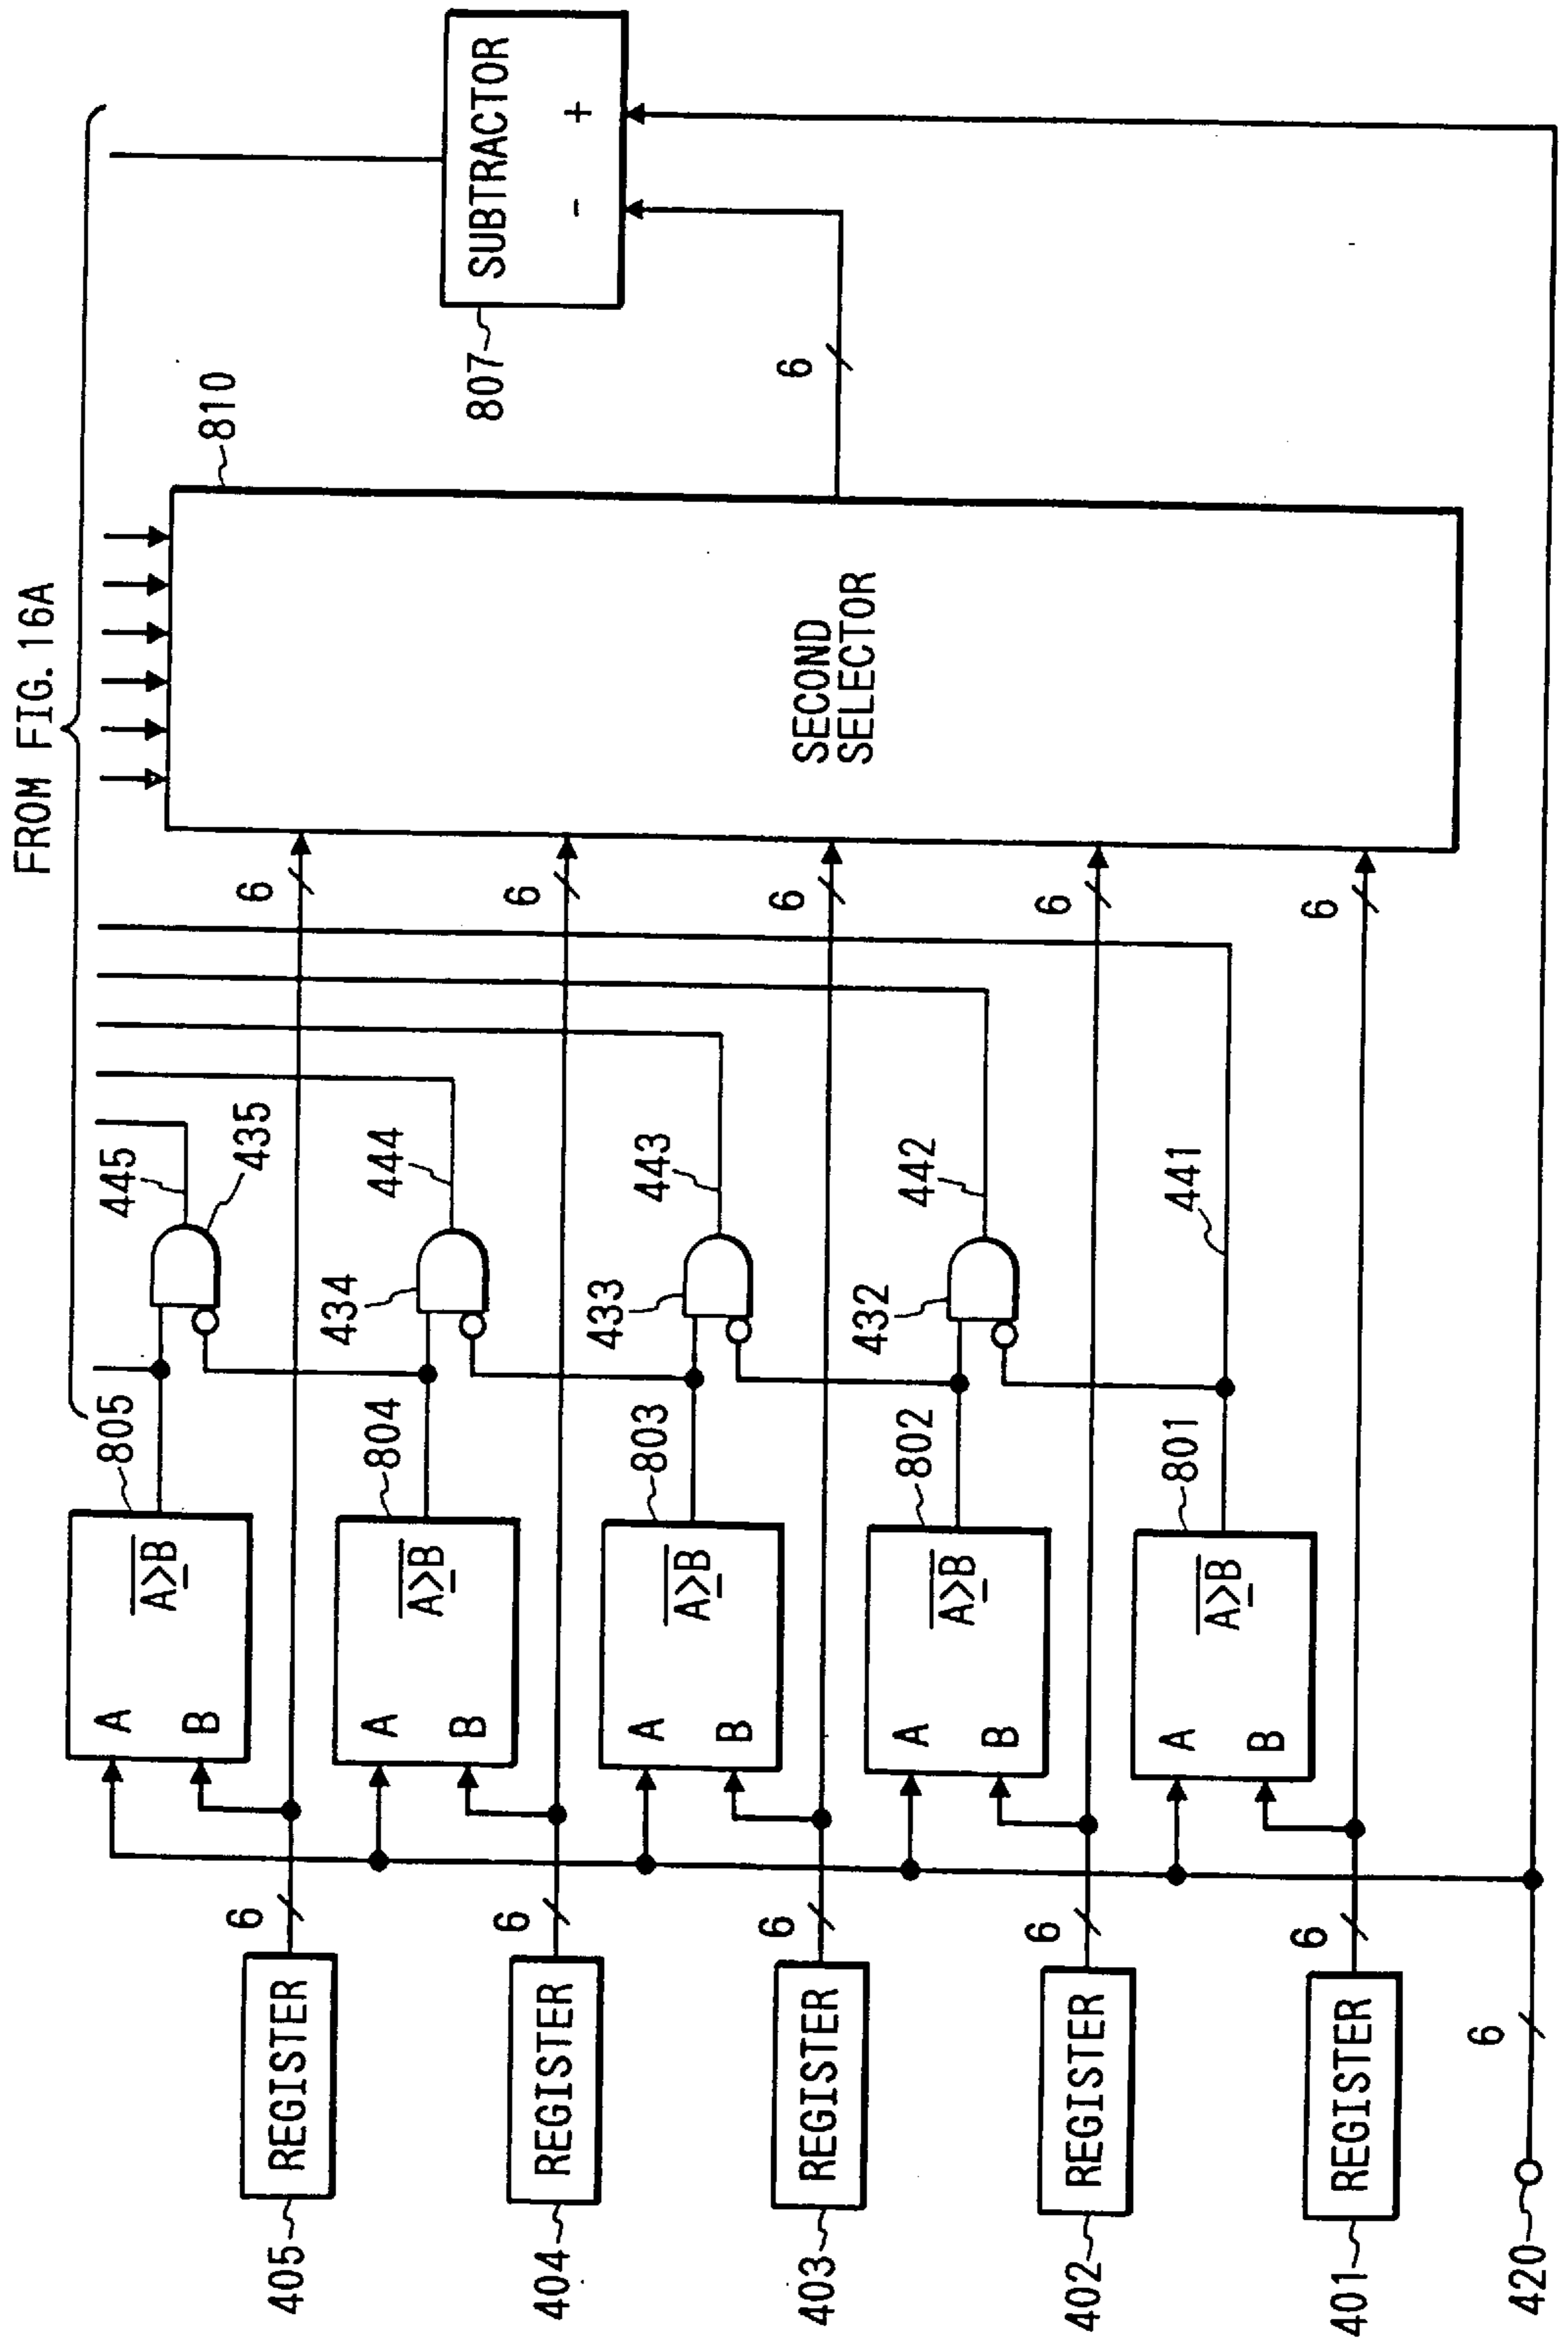 FROM FIG. 16A
805
A
B
A≥B
445
435
6
810
SUBTRACTOR
- +
807
405
REGISTER
6
804
A
B
A≥B
434
444
6
404
REGISTER
6
803
A
B
A≥B
433
443
6
SECOND
SELECTOR
6
403
REGISTER
6
802
A
B
A≥B
432
442
6
402
REGISTER
6
801
A
B
A≥B
441
6
401
REGISTER
6
420
6